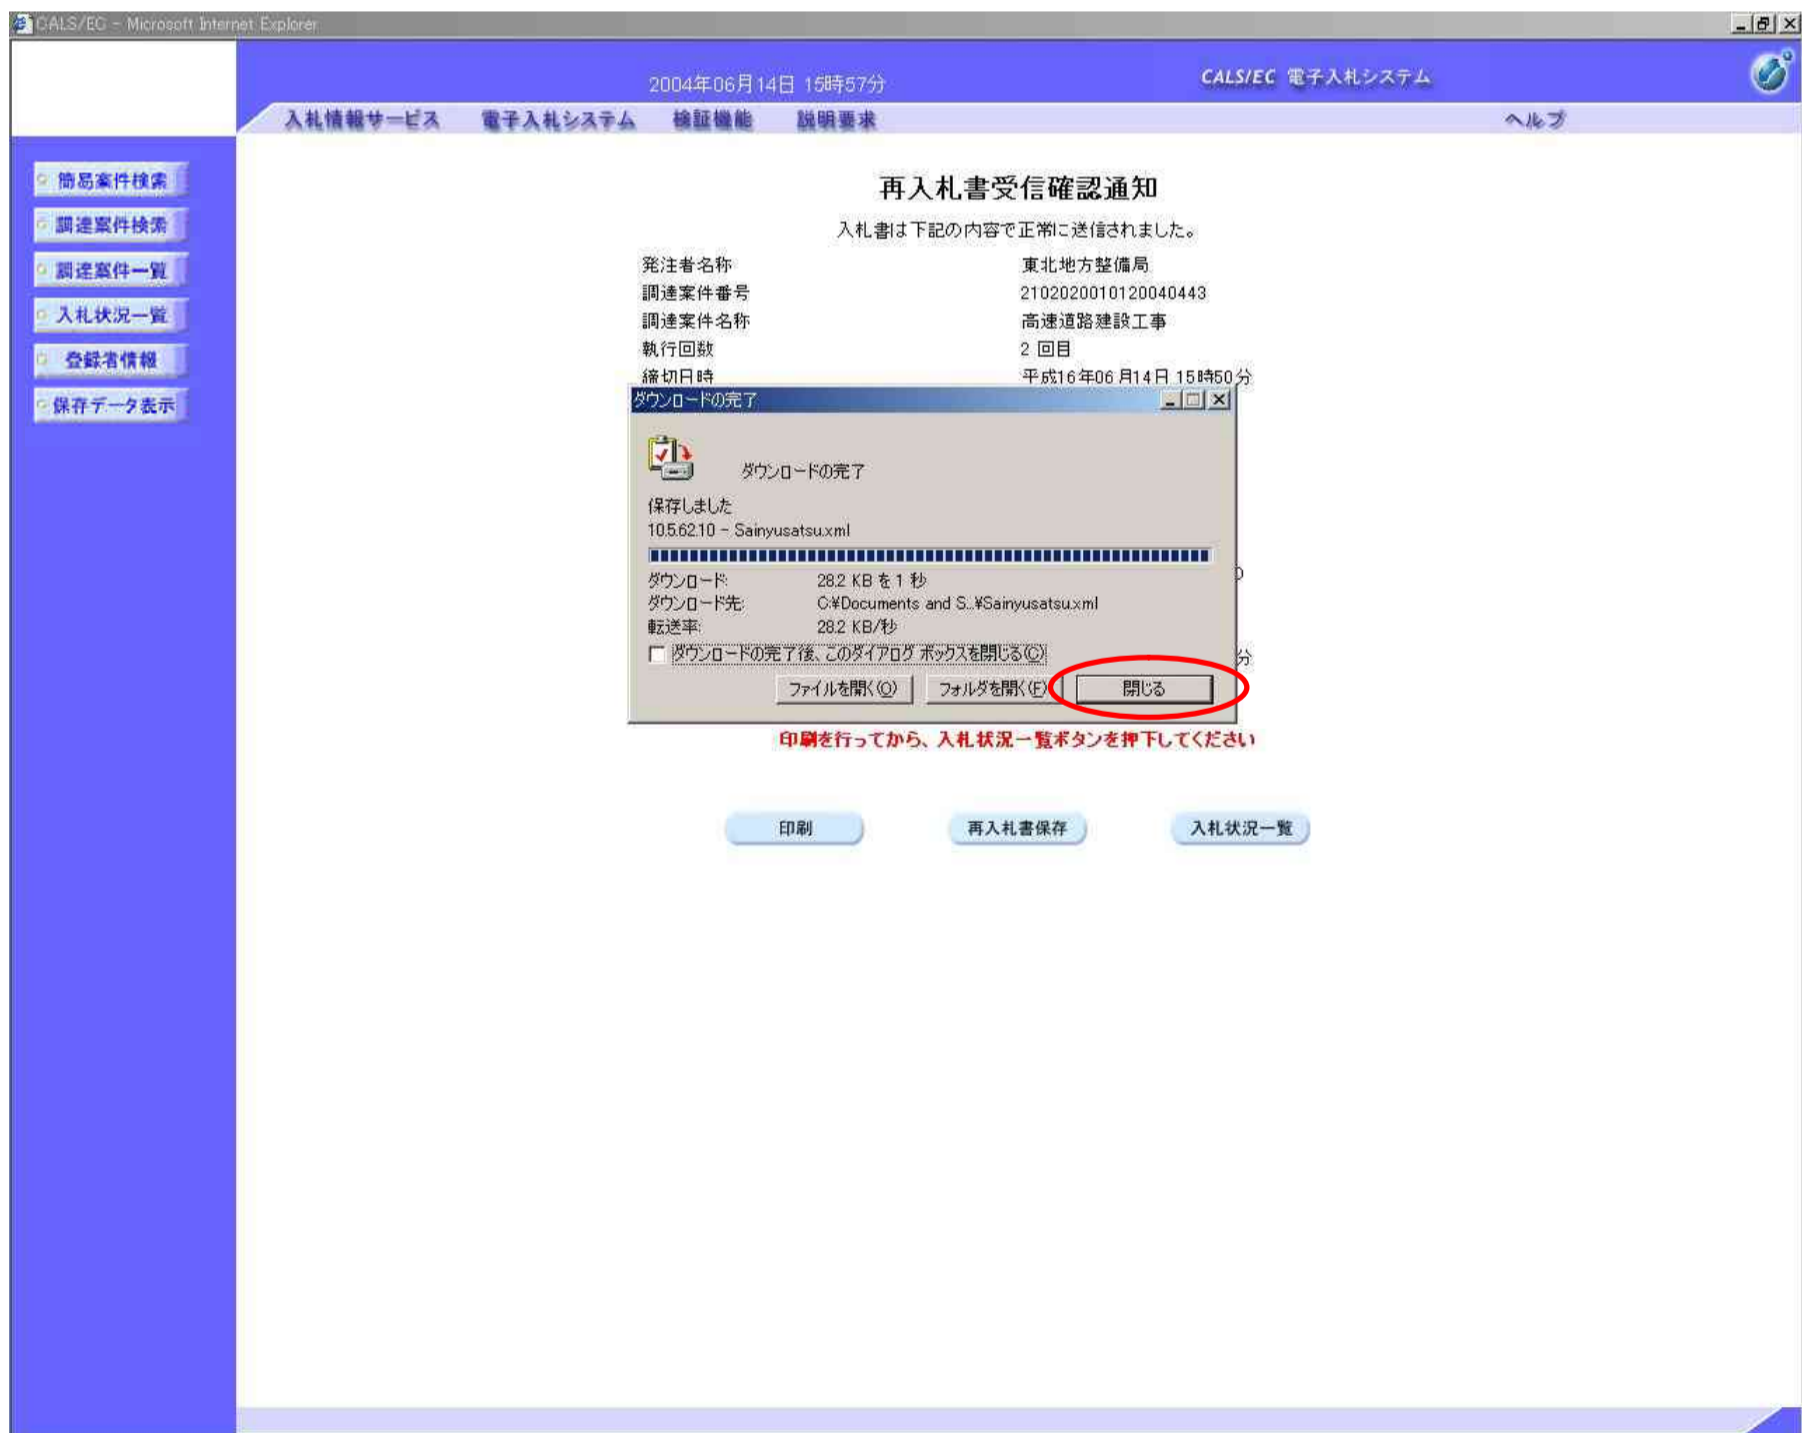 CALS/EC - Microsoft Internet Explorer
2004年06月14日 15時57分
CALS/EC 電子入札システム
入札情報サービス 電子入札システム 検証機能 説明要求 ヘルプ
簡易案件検索
調達案件検索
調達案件一覧
入札状況一覧
登録者情報
保存データ表示
再入札書受信確認通知
入札書は下記の内容で正常に送信されました。
発注者名称 東北地方整備局
調達案件番号 2102020010120040443
調達案件名称 高速道路建設工事
執行回数 2 回目
締切日時 平成16年06月14日 15時50分
ダウンロードの完了
ダウンロードの完了
保存しました
10.5.62.10 - Sainyusatsu.xml
ダウンロード: 28.2 KB を 1 秒
ダウンロード先: C:¥Documents and S...¥Sainyusatsu.xml
転送率: 28.2 KB/秒
ダウンロードの完了後、このダイアログ ボックスを閉じる(C)
分
ファイルを開く(O) フォルダを開く(F) 閉じる
印刷を行ってから、入札状況一覧ボタンを押下してください
印刷 再入札書保存 入札状況一覧